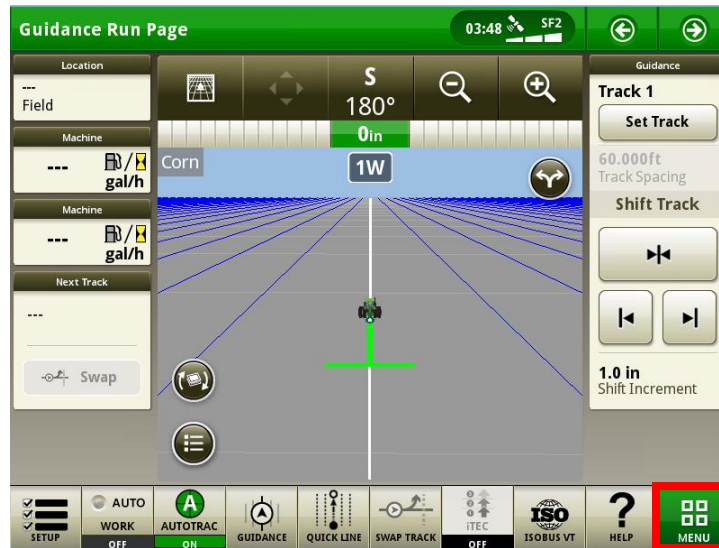 Guidance Run Page
03:48 SF2
Location
---
Field
Machine
---
gal/h
Machine
---
gal/h
Next Track
---
Swap
S
180°
0in
Corn
1W
Guidance
Track 1
Set Track
60.000ft
Track Spacing
Shift Track
1.0 in
Shift Increment
SETUP
AUTO
WORK
OFF
A
AUTOTRAC
ON
GUIDANCE
QUICK LINE
SWAP TRACK
iTEC
OFF
ISO
ISOBUS VT
?
HELP
MENU